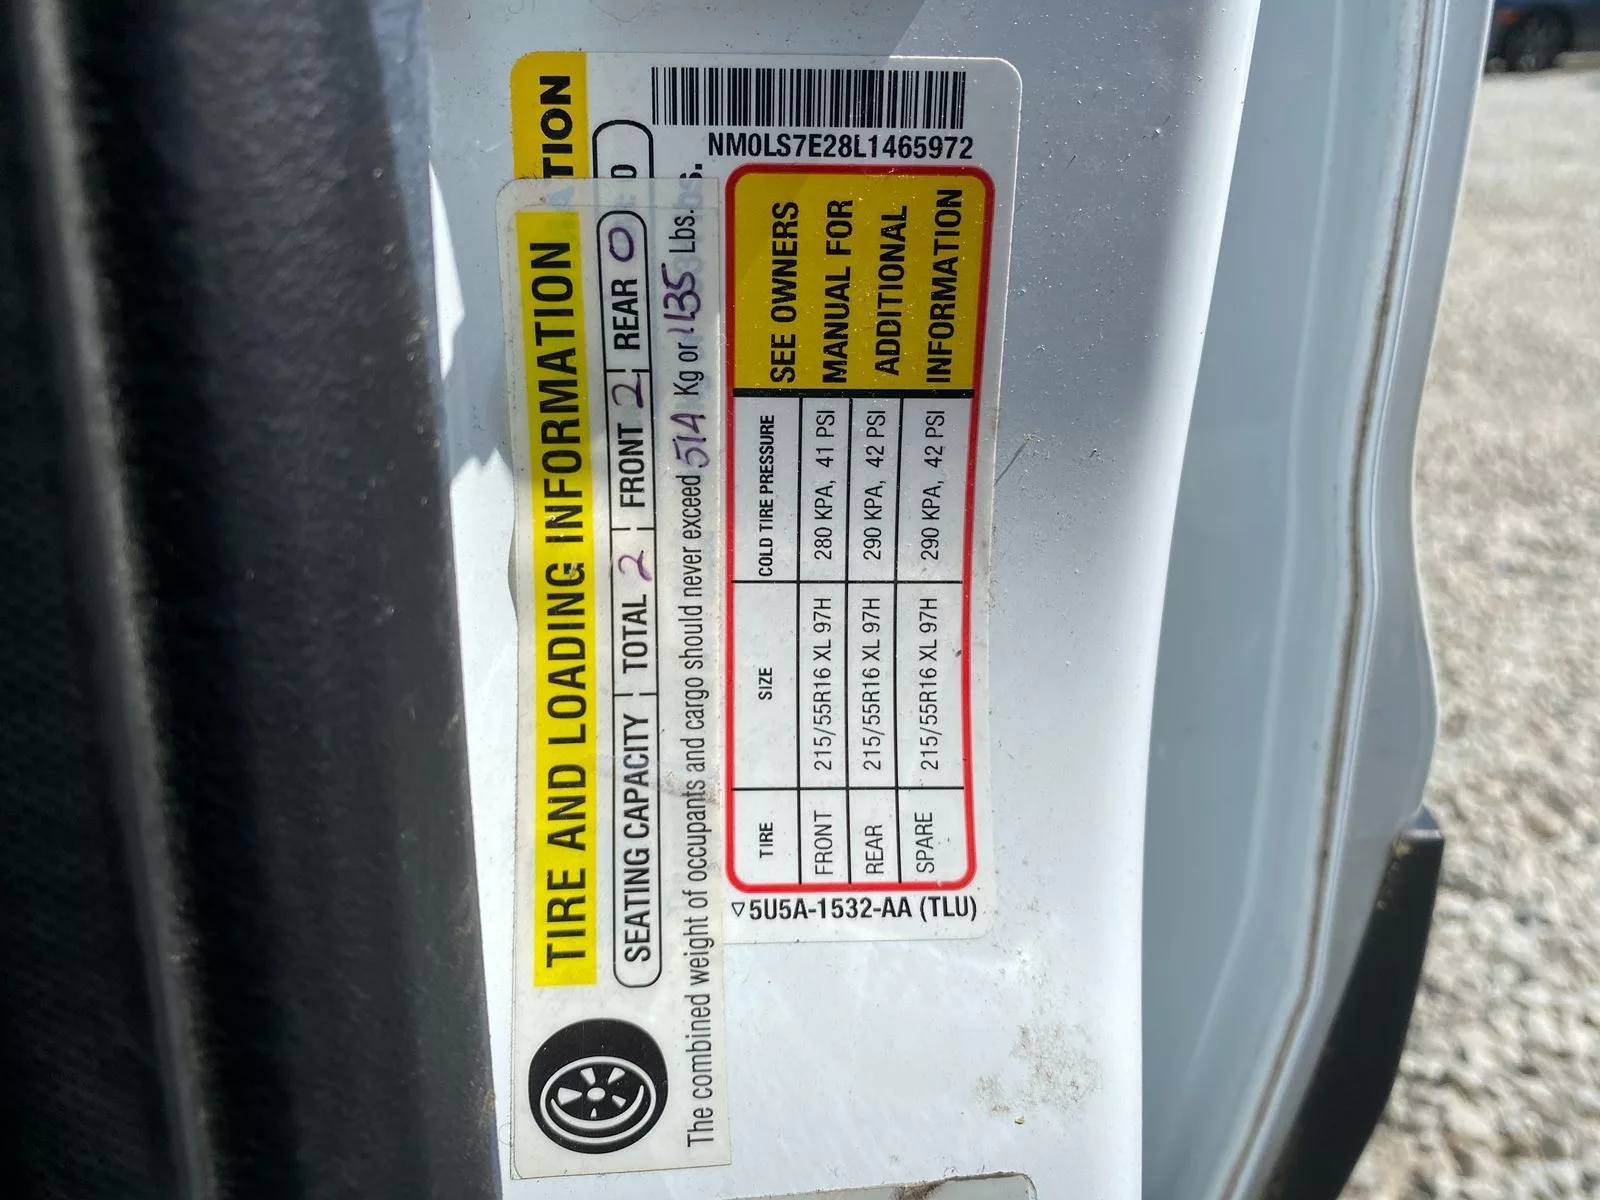 TION
TIRE AND LOADING INFORMATION
SEATING CAPACITY TOTAL 2 FRONT 2 REAR 0
The combined weight of occupants and cargo should never exceed 514 Kg or 1135 Lbs.
NM0LS7E28L1465972
TIRE SIZE COLD TIRE PRESSURE
FRONT 215/55R16 XL 97H 280 KPA, 41 PSI
REAR 215/55R16 XL 97H 290 KPA, 42 PSI
SPARE 215/55R16 XL 97H 290 KPA, 42 PSI
SEE OWNERS
MANUAL FOR
ADDITIONAL
INFORMATION
▽5U5A-1532-AA (TLU)